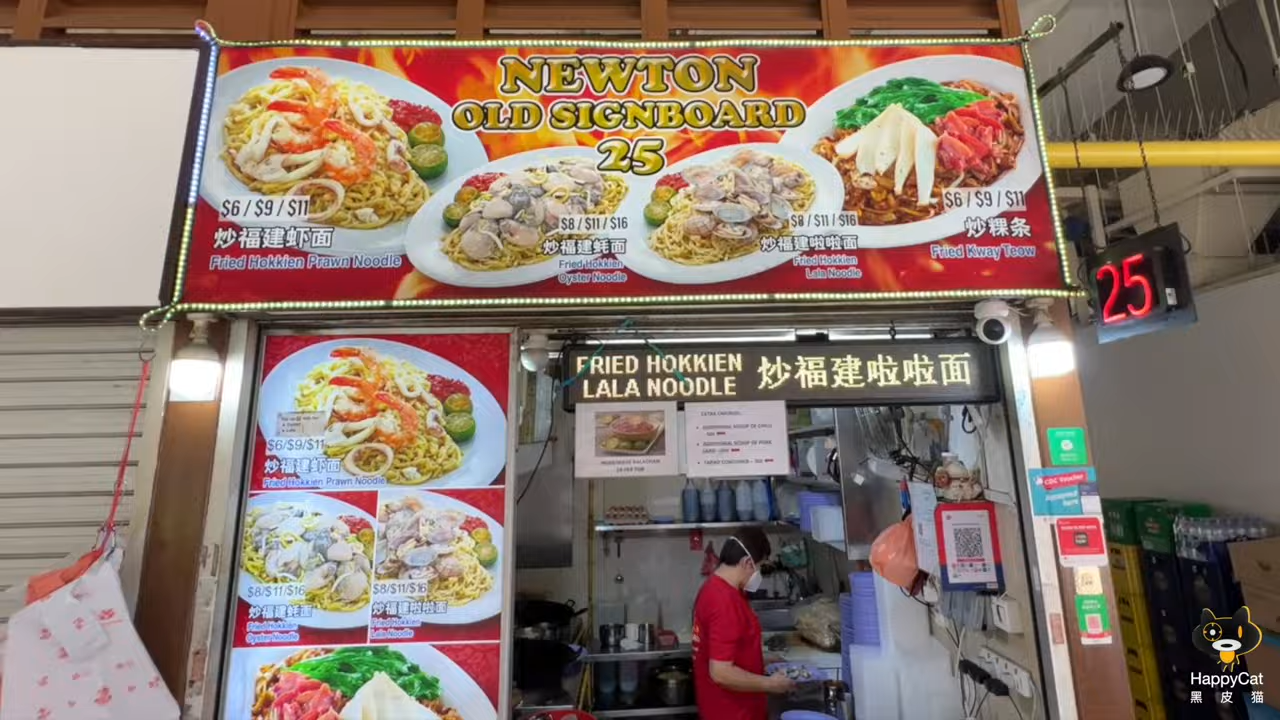 NEWTON
OLD SIGNBOARD
25
$6 / $9 / $11
炒福建虾面
Fried Hokkien Prawn Noodle
$8 / $11 / $16
炒福建蚝面
Fried Hokkien
Oyster Noodle
$8 / $11 / $16
炒福建啦啦面
Fried Hokkien
Lala Noodle
$6 / $9 / $11
炒粿条
Fried Kway Teow
25
FRIED HOKKIEN
LALA NOODLE
炒福建啦啦面
$6/$9/$11
炒福建虾面
Fried Hokkien Prawn Noodle
$8/$11/$16
炒福建蚝面
Fried Hokkien
Oyster Noodle
$8/$11/$16
炒福建啦啦面
Fried Hokkien
Lala Noodle
CDC Voucher
HappyCat
黑皮猫